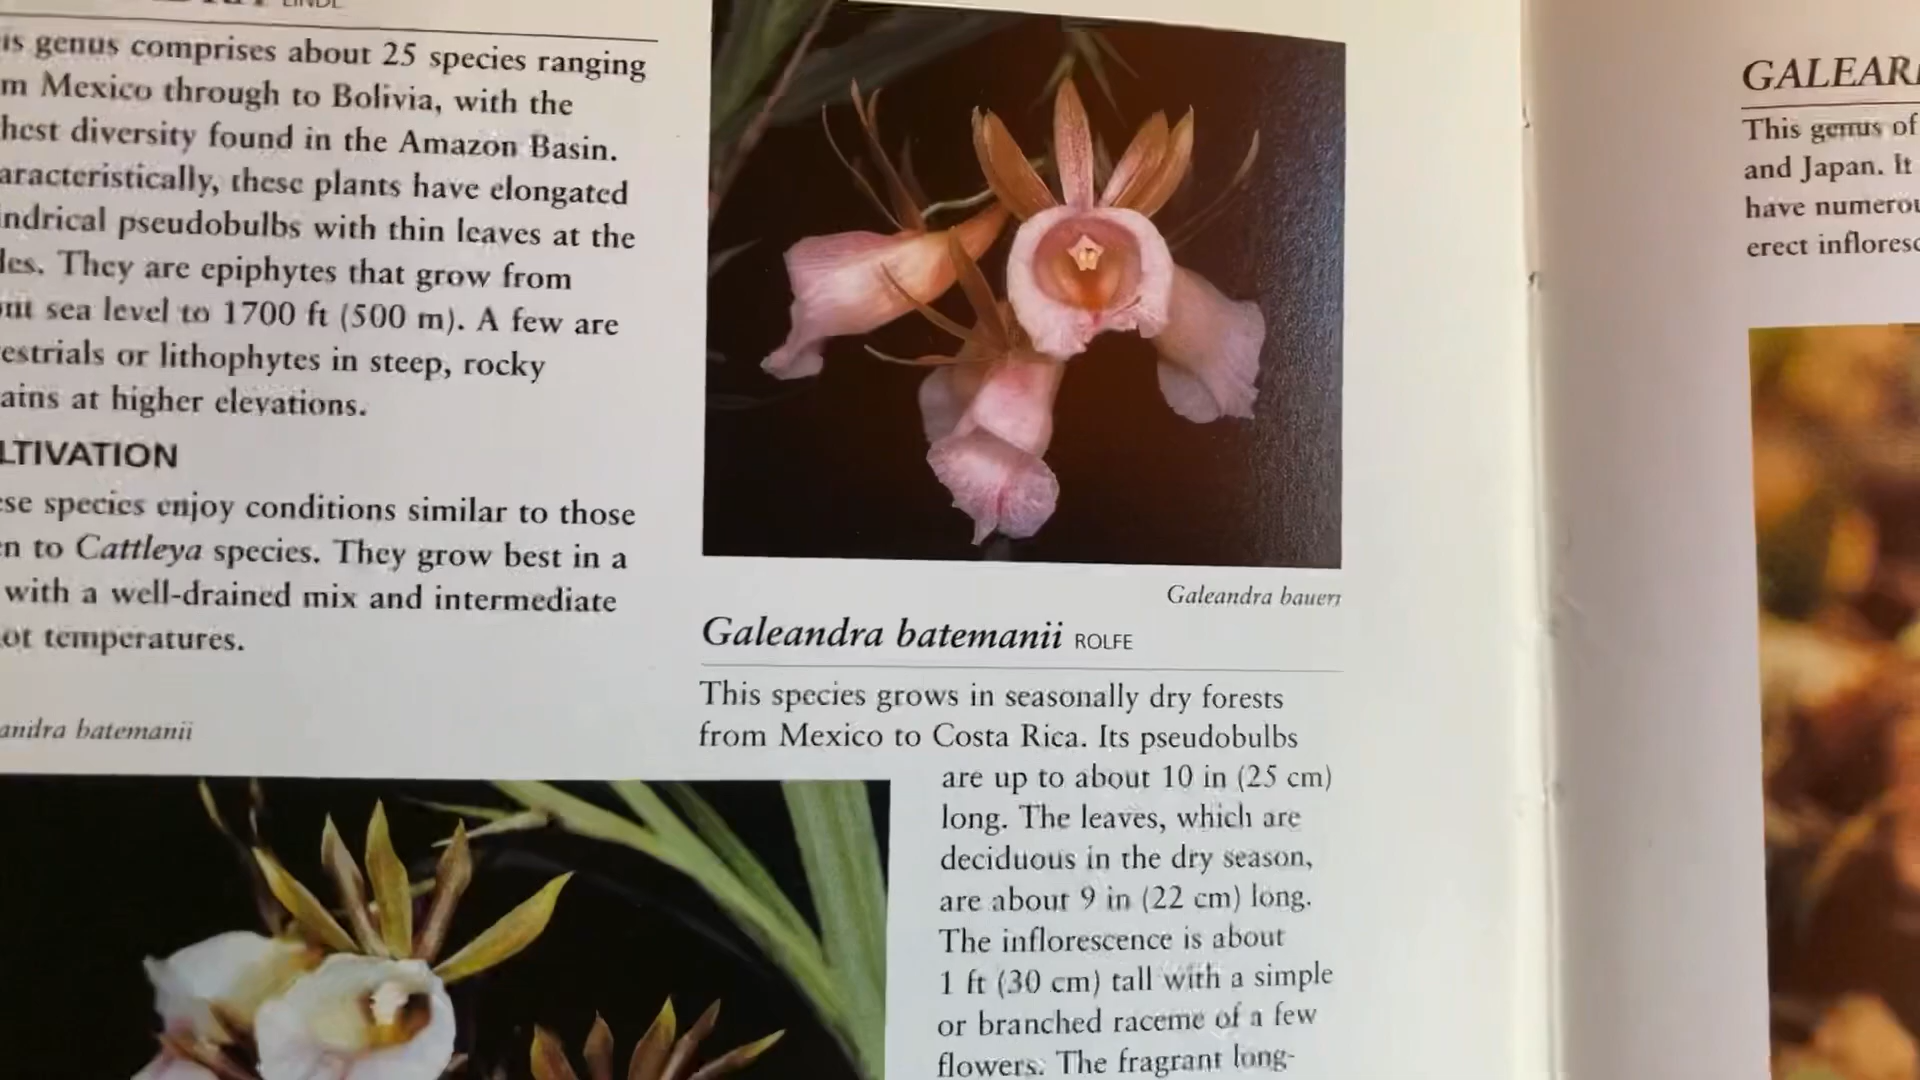 LINDL
is genus comprises about 25 species ranging
m Mexico through to Bolivia, with the
hest diversity found in the Amazon Basin.
aracteristically, these plants have elongated
indrical pseudobulbs with thin leaves at the
des. They are epiphytes that grow from
nt sea level to 1700 ft (500 m). A few are
estrials or lithophytes in steep, rocky
ains at higher elevations.
LTIVATION
se species enjoy conditions similar to those
n to Cattleya species. They grow best in a
with a well-drained mix and intermediate
ot temperatures.
andra batemanii
Galeandra baueri
Galeandra batemanii ROLFE
This species grows in seasonally dry forests
from Mexico to Costa Rica. Its pseudobulbs
are up to about 10 in (25 cm)
long. The leaves, which are
deciduous in the dry season,
are about 9 in (22 cm) long.
The inflorescence is about
1 ft (30 cm) tall with a simple
or branched raceme of a few
flowers. The fragrant long-
GALEAR
This genus of
and Japan. It
have numerou
erect infloresc